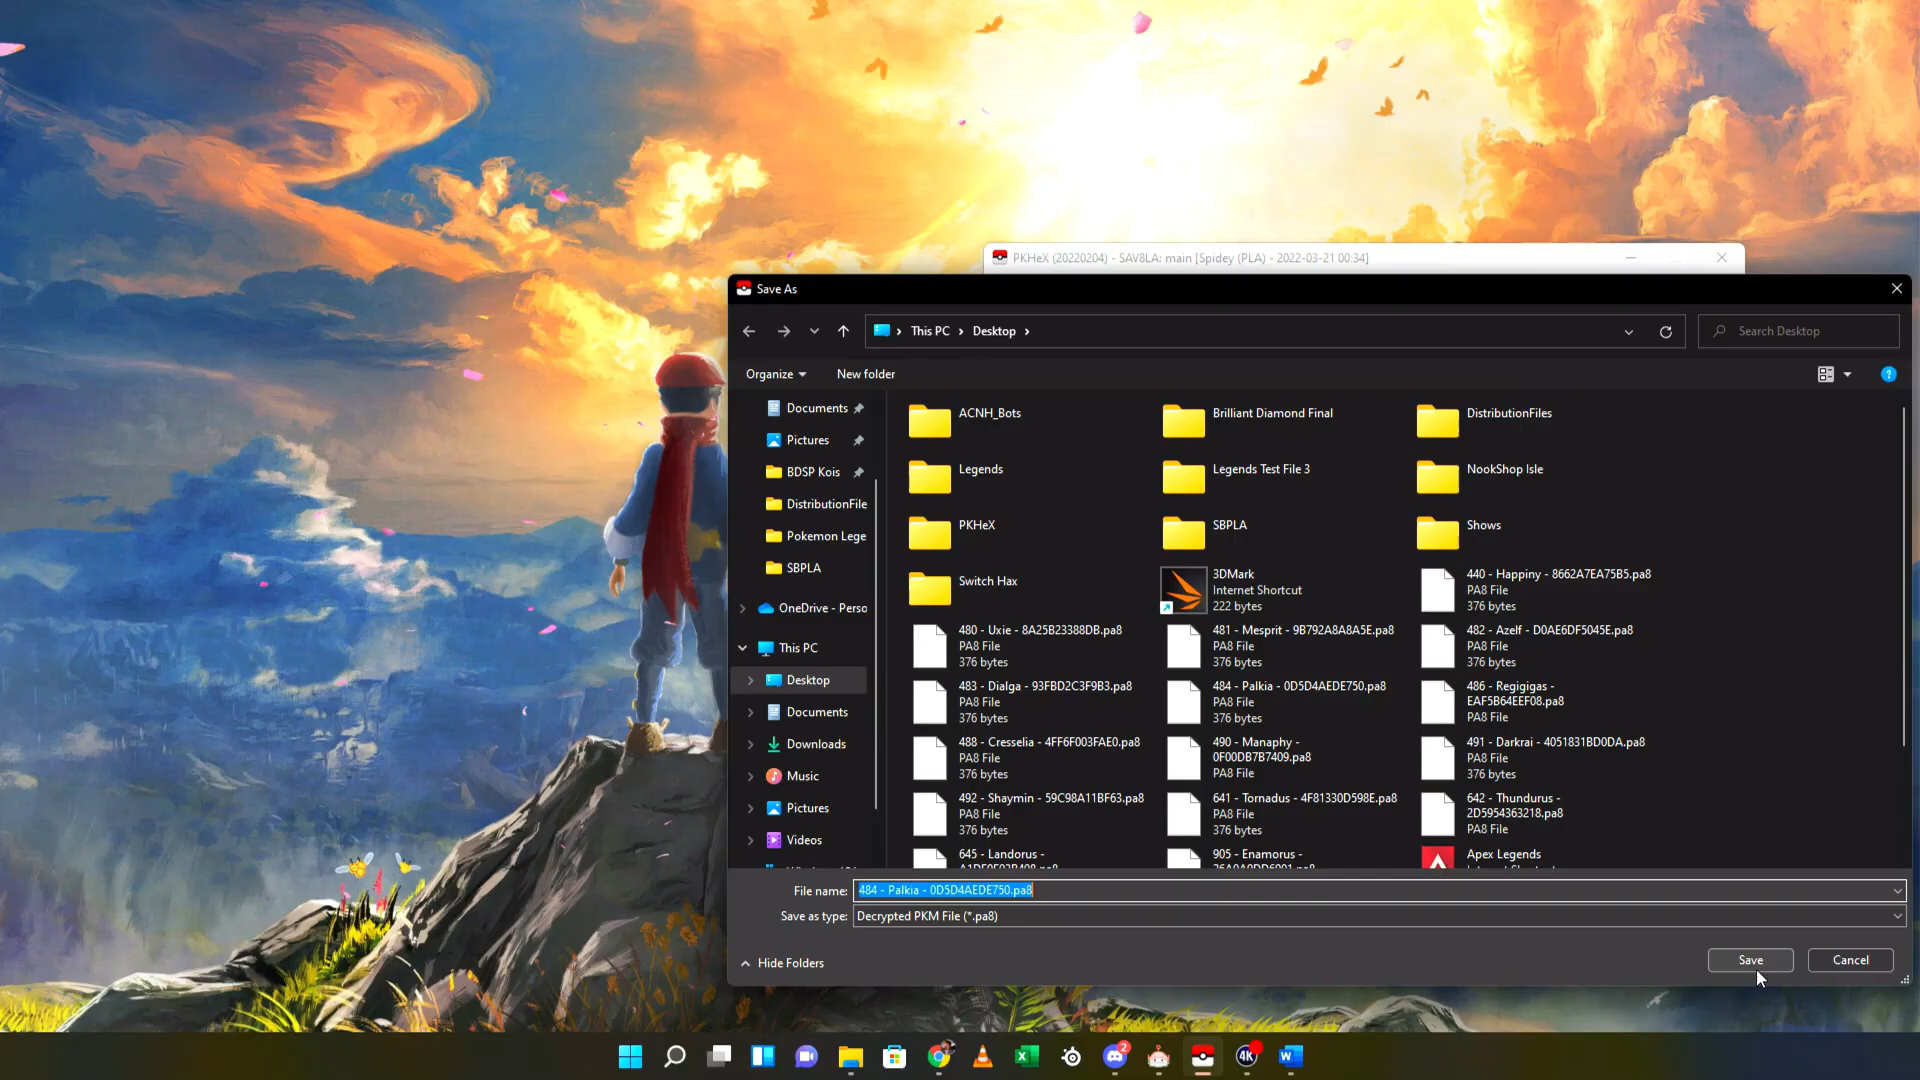 PKHeX (20220204) - SAV8LA: main [Spidey (PLA) - 2022-03-21 00:34]
Save As
This PC
Desktop
Search Desktop
Organize
New folder
Documents
Pictures
BDSP Kois
DistributionFile
Pokemon Lege
SBPLA
OneDrive - Perso
This PC
Desktop
Documents
Downloads
Music
Pictures
Videos
ACNH_Bots
Brilliant Diamond Final
DistributionFiles
Legends
Legends Test File 3
NookShop Isle
PKHeX
SBPLA
Shows
Switch Hax
3DMark
Internet Shortcut
222 bytes
440 - Happiny - 8662A7EA75B5.pa8
PA8 File
376 bytes
480 - Uxie - 8A25B23388DB.pa8
PA8 File
376 bytes
481 - Mesprit - 9B792A8A8A5E.pa8
PA8 File
376 bytes
482 - Azelf - D0AE6DF5045E.pa8
PA8 File
376 bytes
483 - Dialga - 93FBD2C3F9B3.pa8
PA8 File
376 bytes
484 - Palkia - 0D5D4AEDE750.pa8
PA8 File
376 bytes
486 - Regigigas -
EAF5B64EEF08.pa8
PA8 File
488 - Cresselia - 4FF6F003FAE0.pa8
PA8 File
376 bytes
490 - Manaphy -
0F00DB7B7409.pa8
PA8 File
491 - Darkrai - 4051831BD0DA.pa8
PA8 File
376 bytes
492 - Shaymin - 59C98A11BF63.pa8
PA8 File
376 bytes
641 - Tornadus - 4F81330D598E.pa8
PA8 File
376 bytes
642 - Thundurus -
2D5954363218.pa8
PA8 File
645 - Landorus -
905 - Enamorus -
Apex Legends
File name: 484 - Palkia - 0D5D4AEDE750.pa8
Save as type: Decrypted PKM File (*.pa8)
Hide Folders
Save
Cancel
2
4K